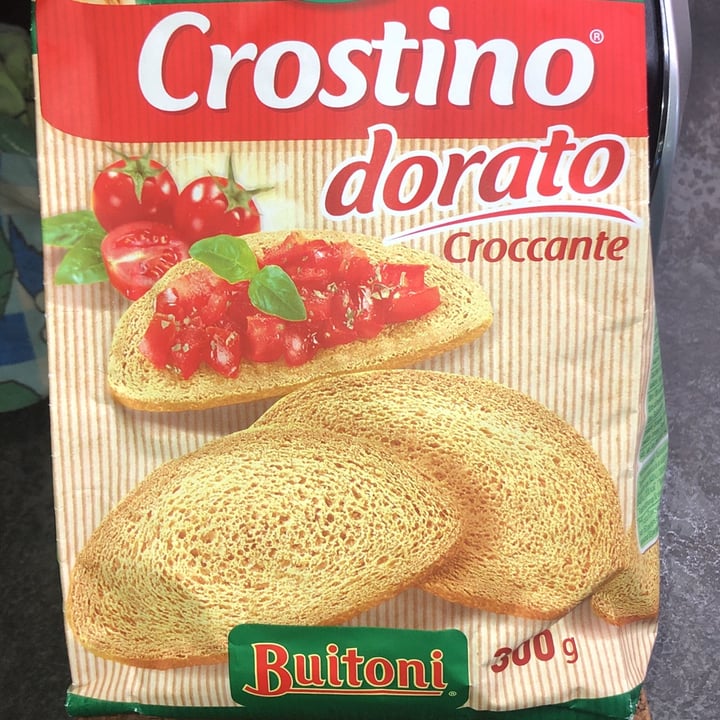 Crostino®
dorato
Croccante
Buitoni®
300 g